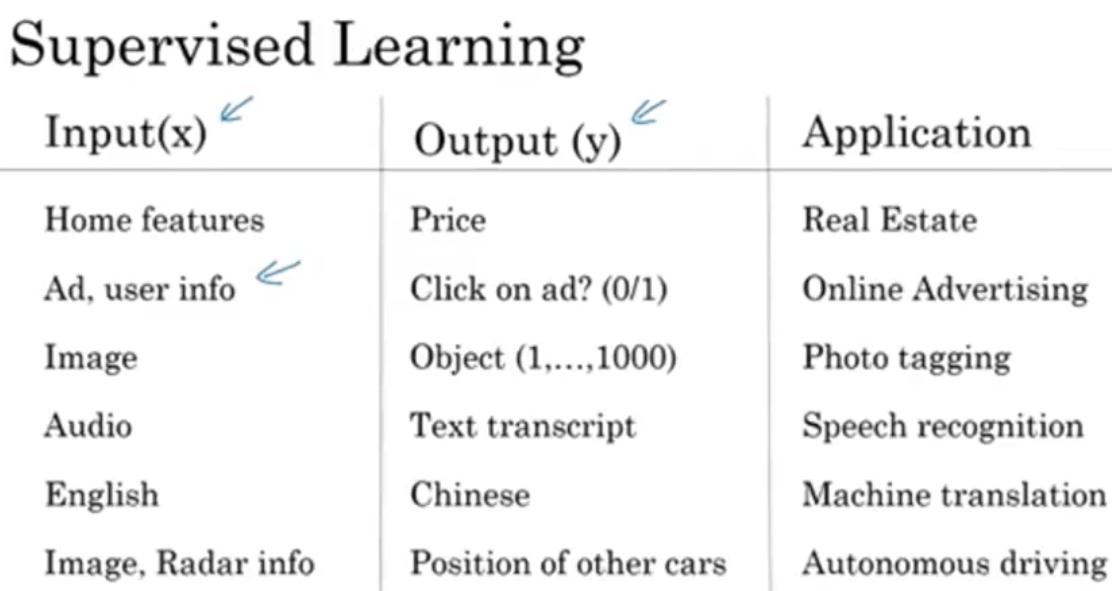 Supervised Learning
Input(x) Output (y) Application
Home features Price Real Estate
Ad, user info Click on ad? (0/1) Online Advertising
Image Object (1,...,1000) Photo tagging
Audio Text transcript Speech recognition
English Chinese Machine translation
Image, Radar info Position of other cars Autonomous driving